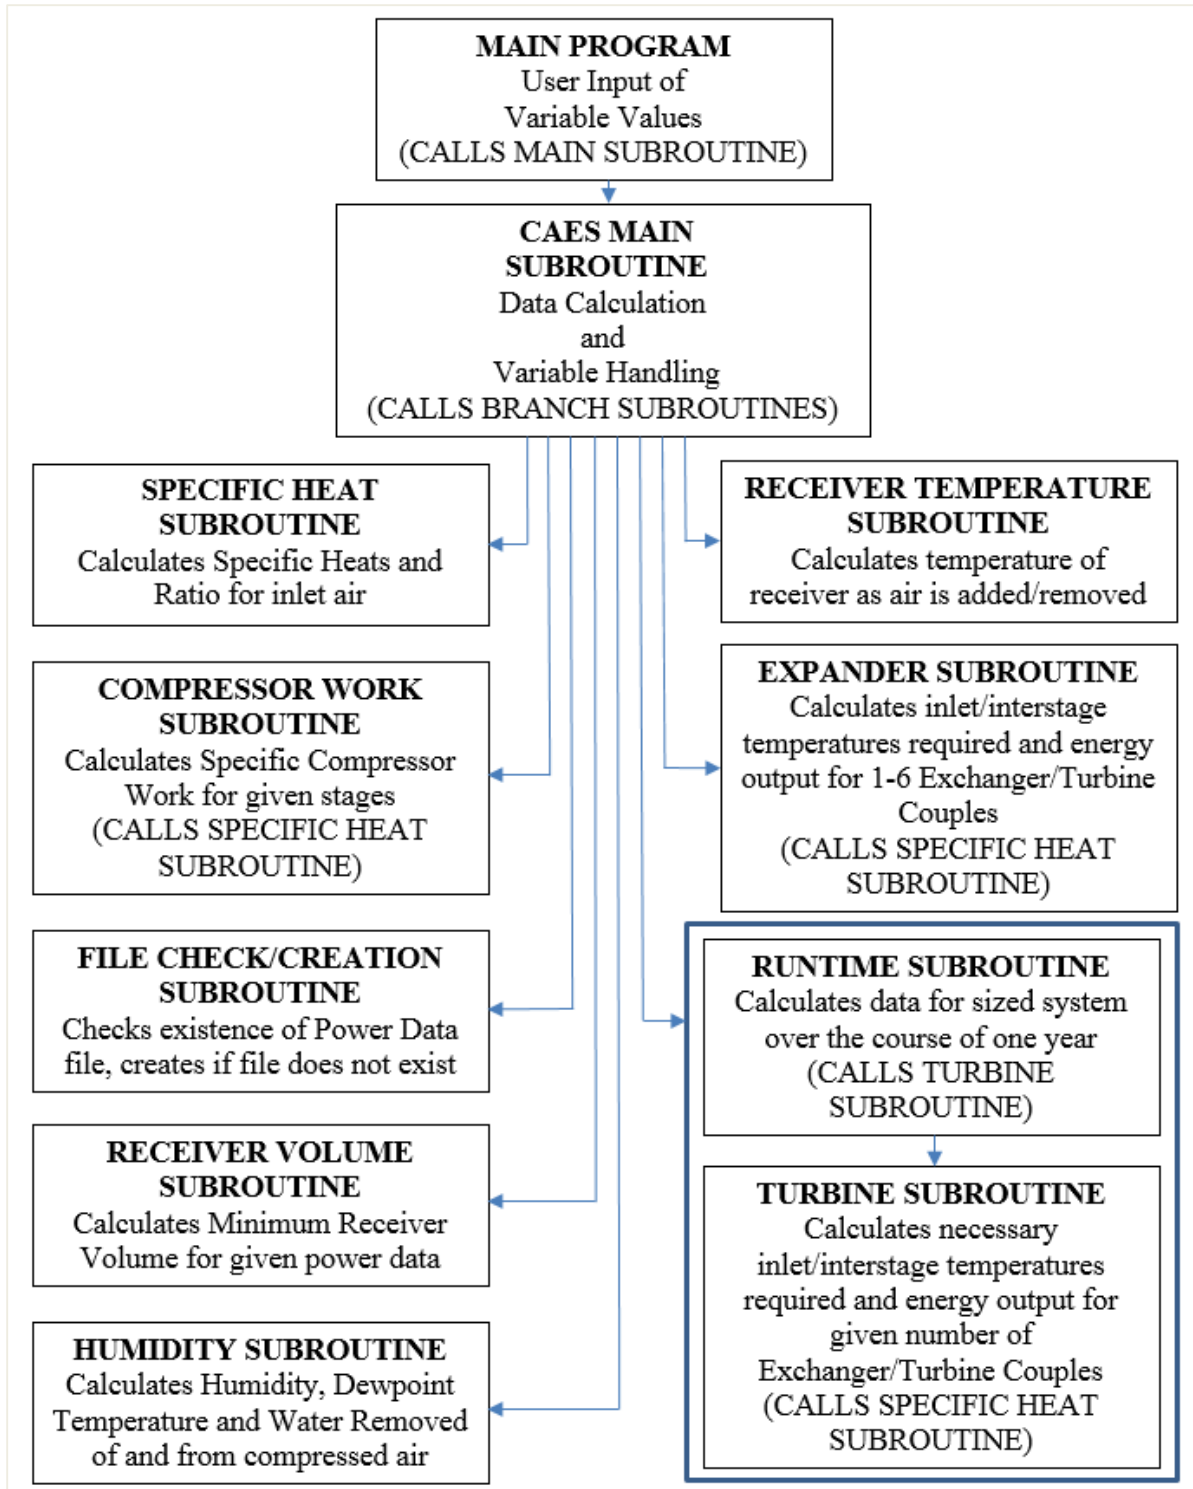 MAIN PROGRAM
User Input of
Variable Values
(CALLS MAIN SUBROUTINE)
CAES MAIN
SUBROUTINE
Data Calculation
and
Variable Handling
(CALLS BRANCH SUBROUTINES)
SPECIFIC HEAT
SUBROUTINE
Calculates Specific Heats and
Ratio for inlet air
COMPRESSOR WORK
SUBROUTINE
Calculates Specific Compressor
Work for given stages
(CALLS SPECIFIC HEAT
SUBROUTINE)
FILE CHECK/CREATION
SUBROUTINE
Checks existence of Power Data
file, creates if file does not exist
RECEIVER VOLUME
SUBROUTINE
Calculates Minimum Receiver
Volume for given power data
HUMIDITY SUBROUTINE
Calculates Humidity, Dewpoint
Temperature and Water Removed
of and from compressed air
RECEIVER TEMPERATURE
SUBROUTINE
Calculates temperature of
receiver as air is added/removed
EXPANDER SUBROUTINE
Calculates inlet/interstage
temperatures required and energy
output for 1-6 Exchanger/Turbine
Couples
(CALLS SPECIFIC HEAT
SUBROUTINE)
RUNTIME SUBROUTINE
Calculates data for sized system
over the course of one year
(CALLS TURBINE
SUBROUTINE)
TURBINE SUBROUTINE
Calculates necessary
inlet/interstage temperatures
required and energy output for
given number of
Exchanger/Turbine Couples
(CALLS SPECIFIC HEAT
SUBROUTINE)